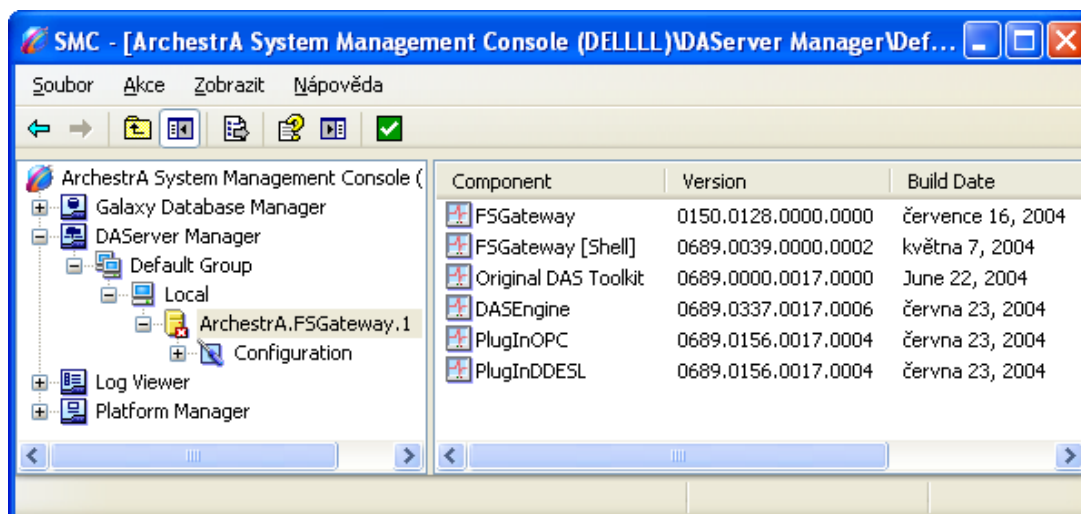 SMC - [ArchestrA System Management Console (DELLLL)\DAServer Manager\Def...
Soubor Akce Zobrazit Nápověda
ArchestrA System Management Console (
Galaxy Database Manager
DAServer Manager
Default Group
Local
ArchestrA.FSGateway.1
Configuration
Log Viewer
Platform Manager
Component Version Build Date
FSGateway 0150.0128.0000.0000 července 16, 2004
FSGateway [Shell] 0689.0039.0000.0002 května 7, 2004
Original DAS Toolkit 0689.0000.0017.0000 June 22, 2004
DASEngine 0689.0337.0017.0006 června 23, 2004
PlugInOPC 0689.0156.0017.0004 června 23, 2004
PlugInDDESL 0689.0156.0017.0004 června 23, 2004